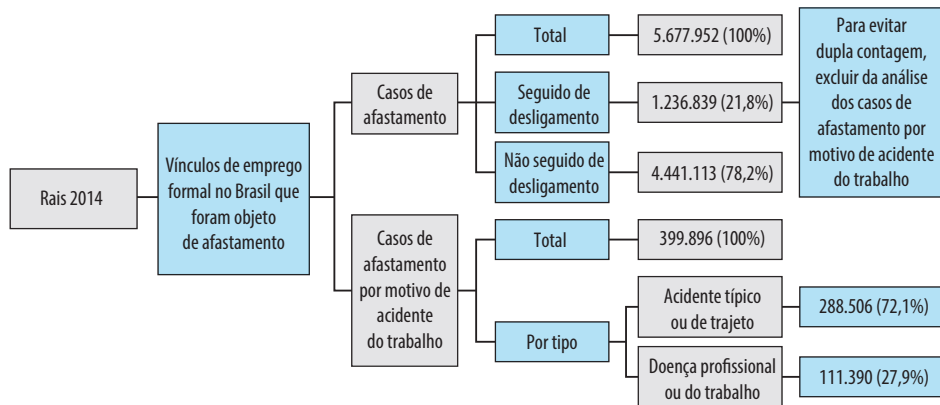 Rais 2014
Vínculos de emprego
formal no Brasil que
foram objeto
de afastamento
Casos de
afastamento
Total
5.677.952 (100%)
Seguido de
desligamento
1.236.839 (21,8%)
Para evitar
dupla contagem,
excluir da análise
dos casos de
afastamento por
motivo de acidente
do trabalho
Não seguido de
desligamento
4.441.113 (78,2%)
Casos de
afastamento
por motivo de
acidente
do trabalho
Total
399.896 (100%)
Por tipo
Acidente típico
ou de trajeto
288.506 (72,1%)
Doença profissional
ou do trabalho
111.390 (27,9%)